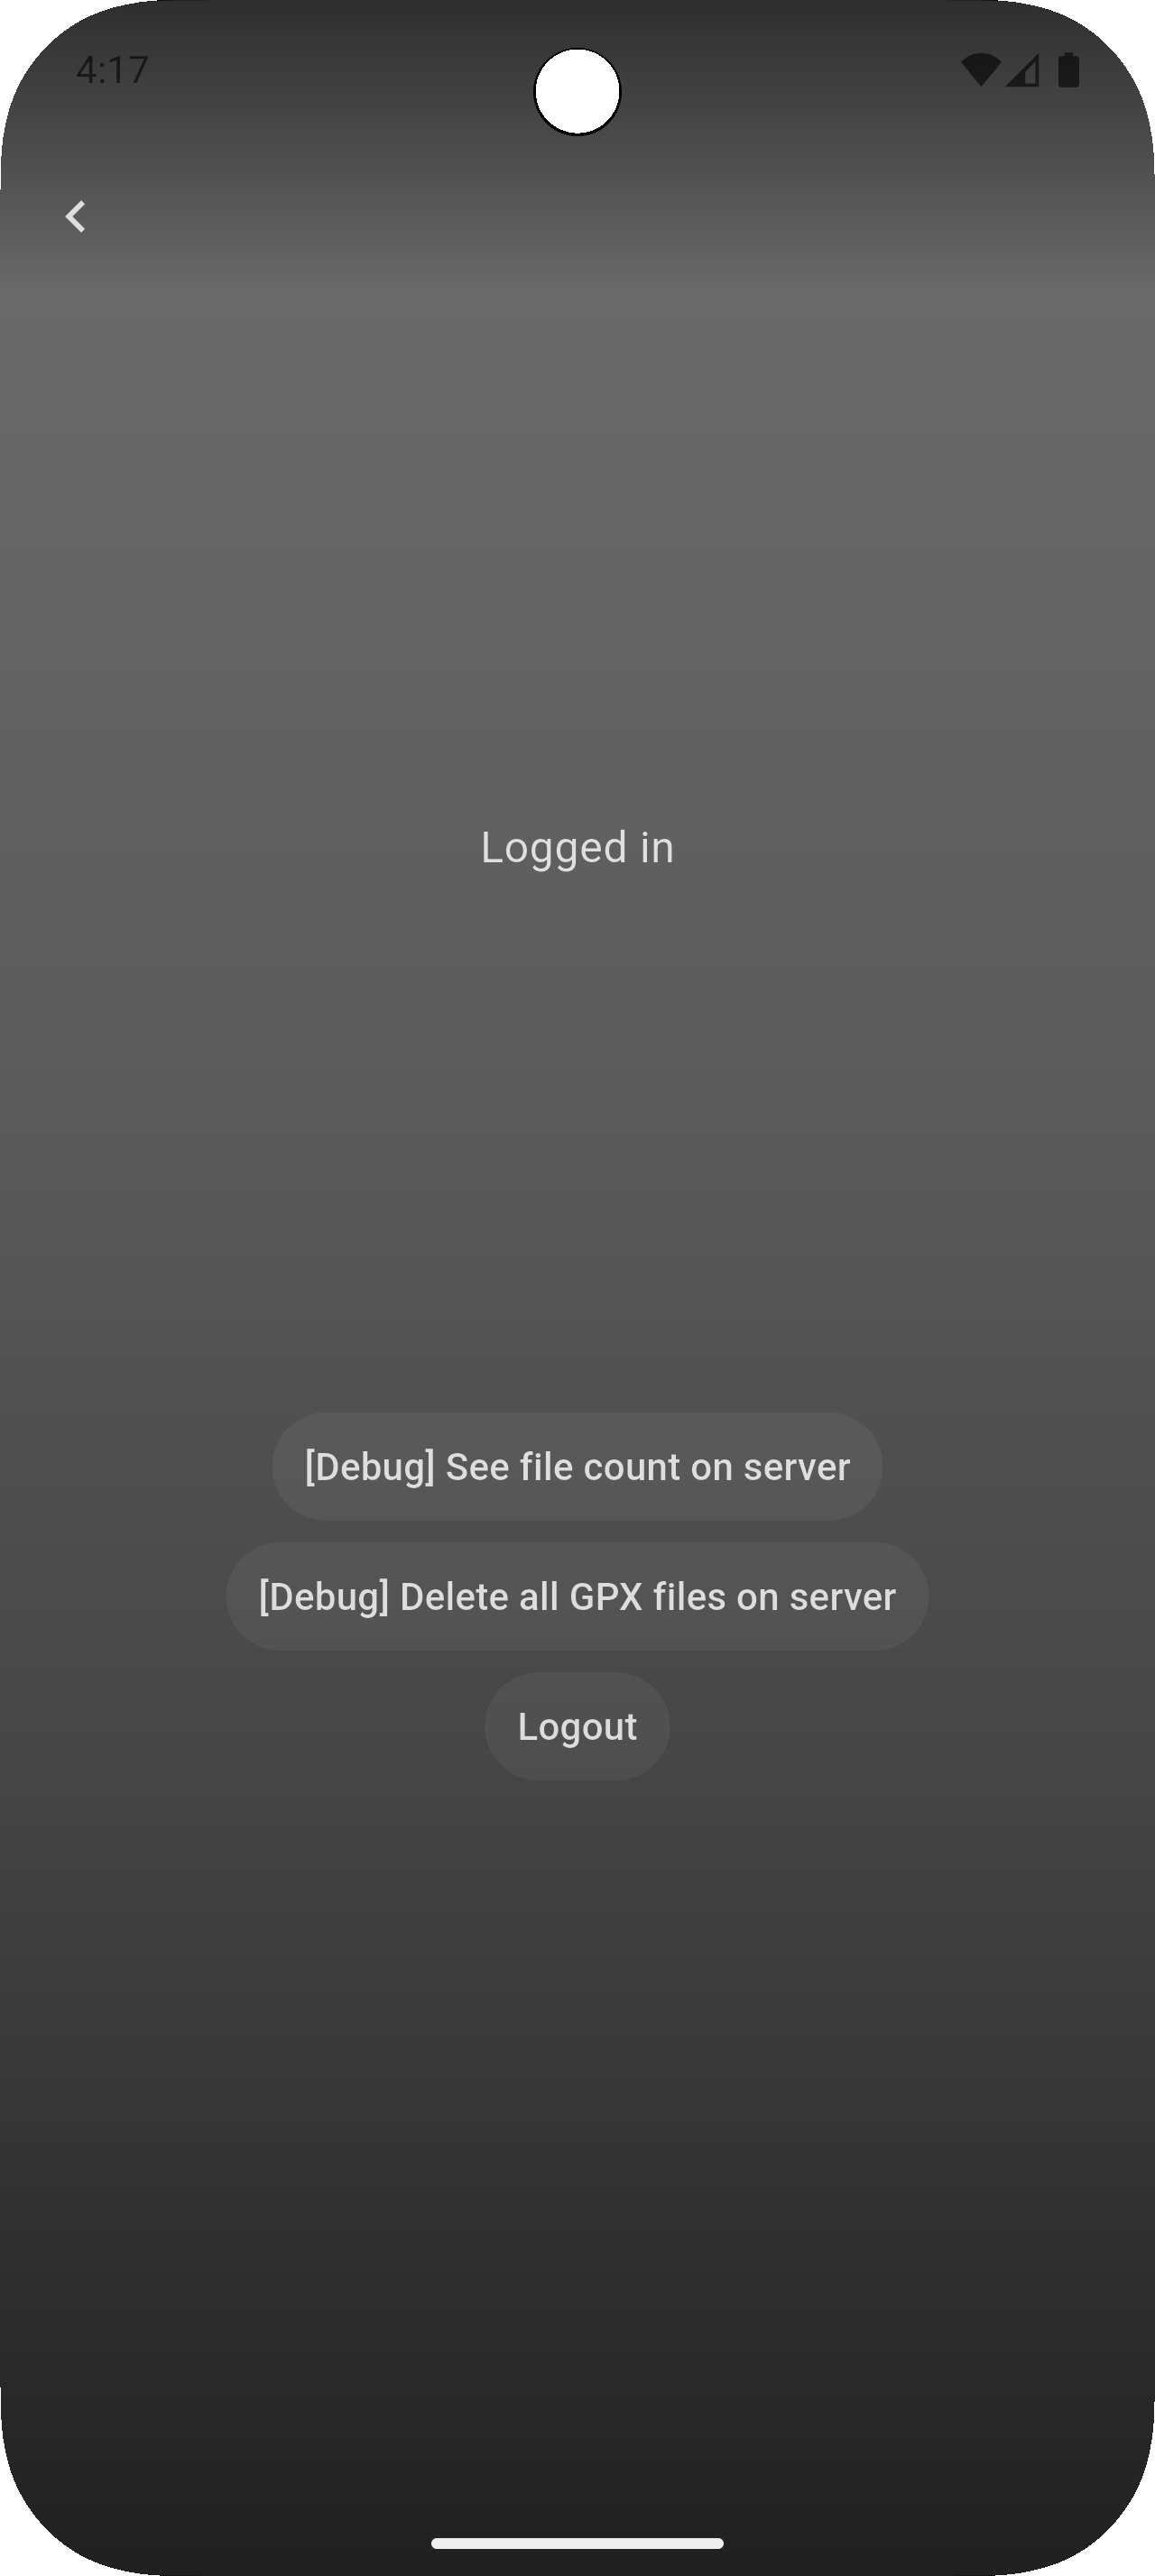 4:17
Logged in
[Debug] See file count on server
[Debug] Delete all GPX files on server
Logout